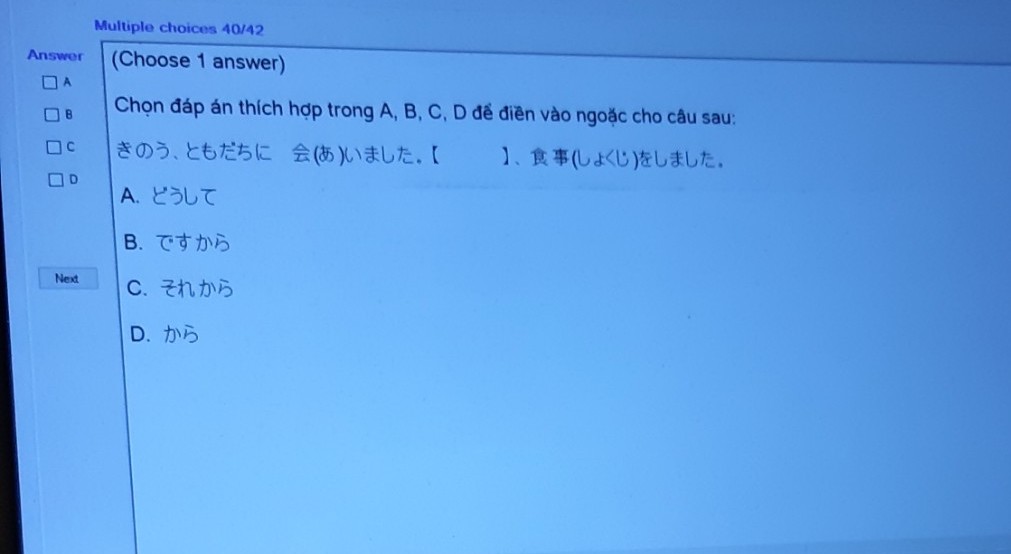 Multiple choices 40/42
Answer
(Choose 1 answer)
A
B
Chọn đáp án thích hợp trong A, B, C, D để điền vào ngoặc cho câu sau:
C
きのう、ともだちに 会(あ)いました。【 】、食事(しょくじ)をしました。
D
A. どうして
B. ですから
Next
C. それから
D. から